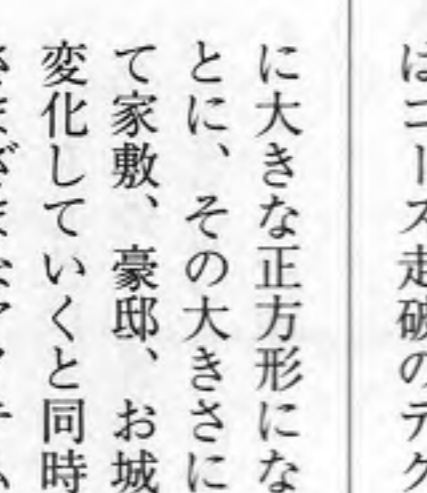 はコース走破のテク
に大きな正方形にな
とに、その大きさに
て家敷、豪邸、お城
変化していくと同時